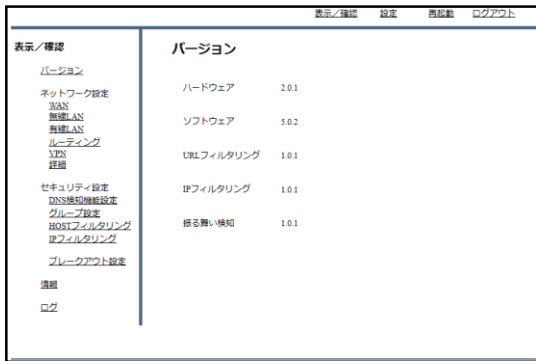 表示／確認 設定 再起動 ログアウト
表示／確認
バージョン
ネットワーク設定
WAN
無線LAN
有線LAN
ルーティング
VPN
詳細
セキュリティ設定
DNS検知機能設定
グループ設定
HOSTフィルタリング
IPフィルタリング
ブレークアウト設定
情報
ログ
バージョン
ハードウェア 2.0.1
ソフトウェア 5.0.2
URLフィルタリング 1.0.1
IPフィルタリング 1.0.1
振る舞い検知 1.0.1